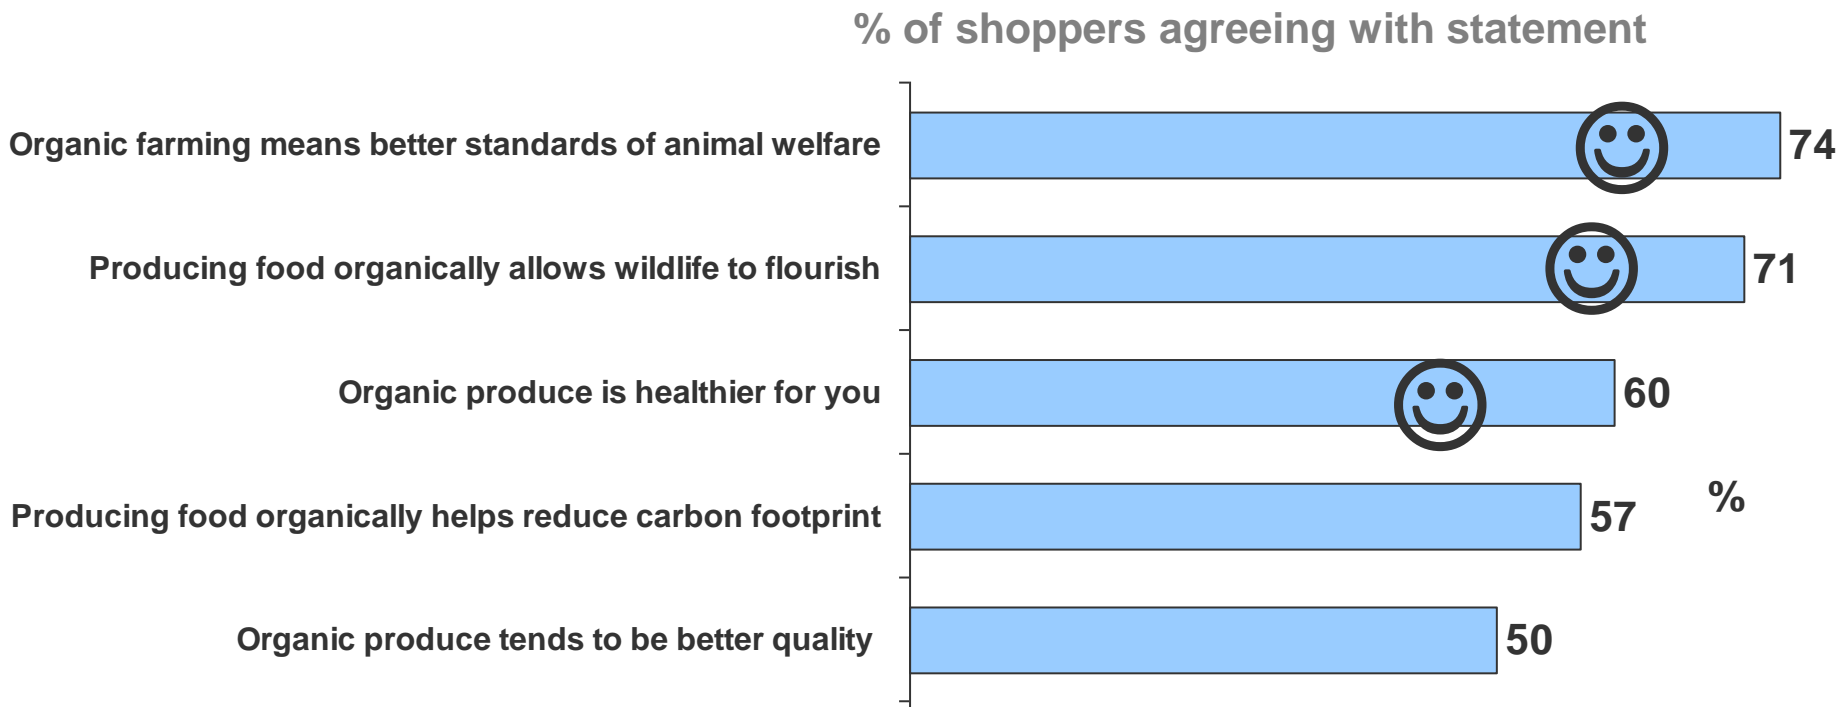 % of shoppers agreeing with statement
Organic farming means better standards of animal welfare
74
Producing food organically allows wildlife to flourish
71
Organic produce is healthier for you
60
Producing food organically helps reduce carbon footprint
57
%
Organic produce tends to be better quality
50